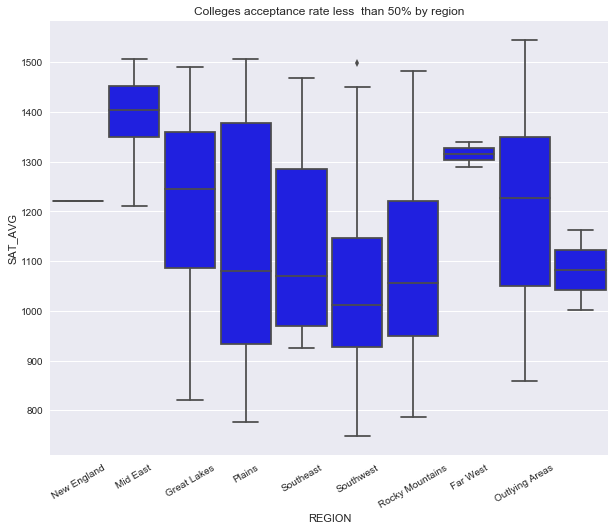 Colleges acceptance rate less  than 50% by region
1500
1400
1300
1200
1100
1000
900
800
SAT_AVG
New England
Mid East
Great Lakes
Plains
Southeast
Southwest
Rocky Mountains
Far West
Outlying Areas
REGION